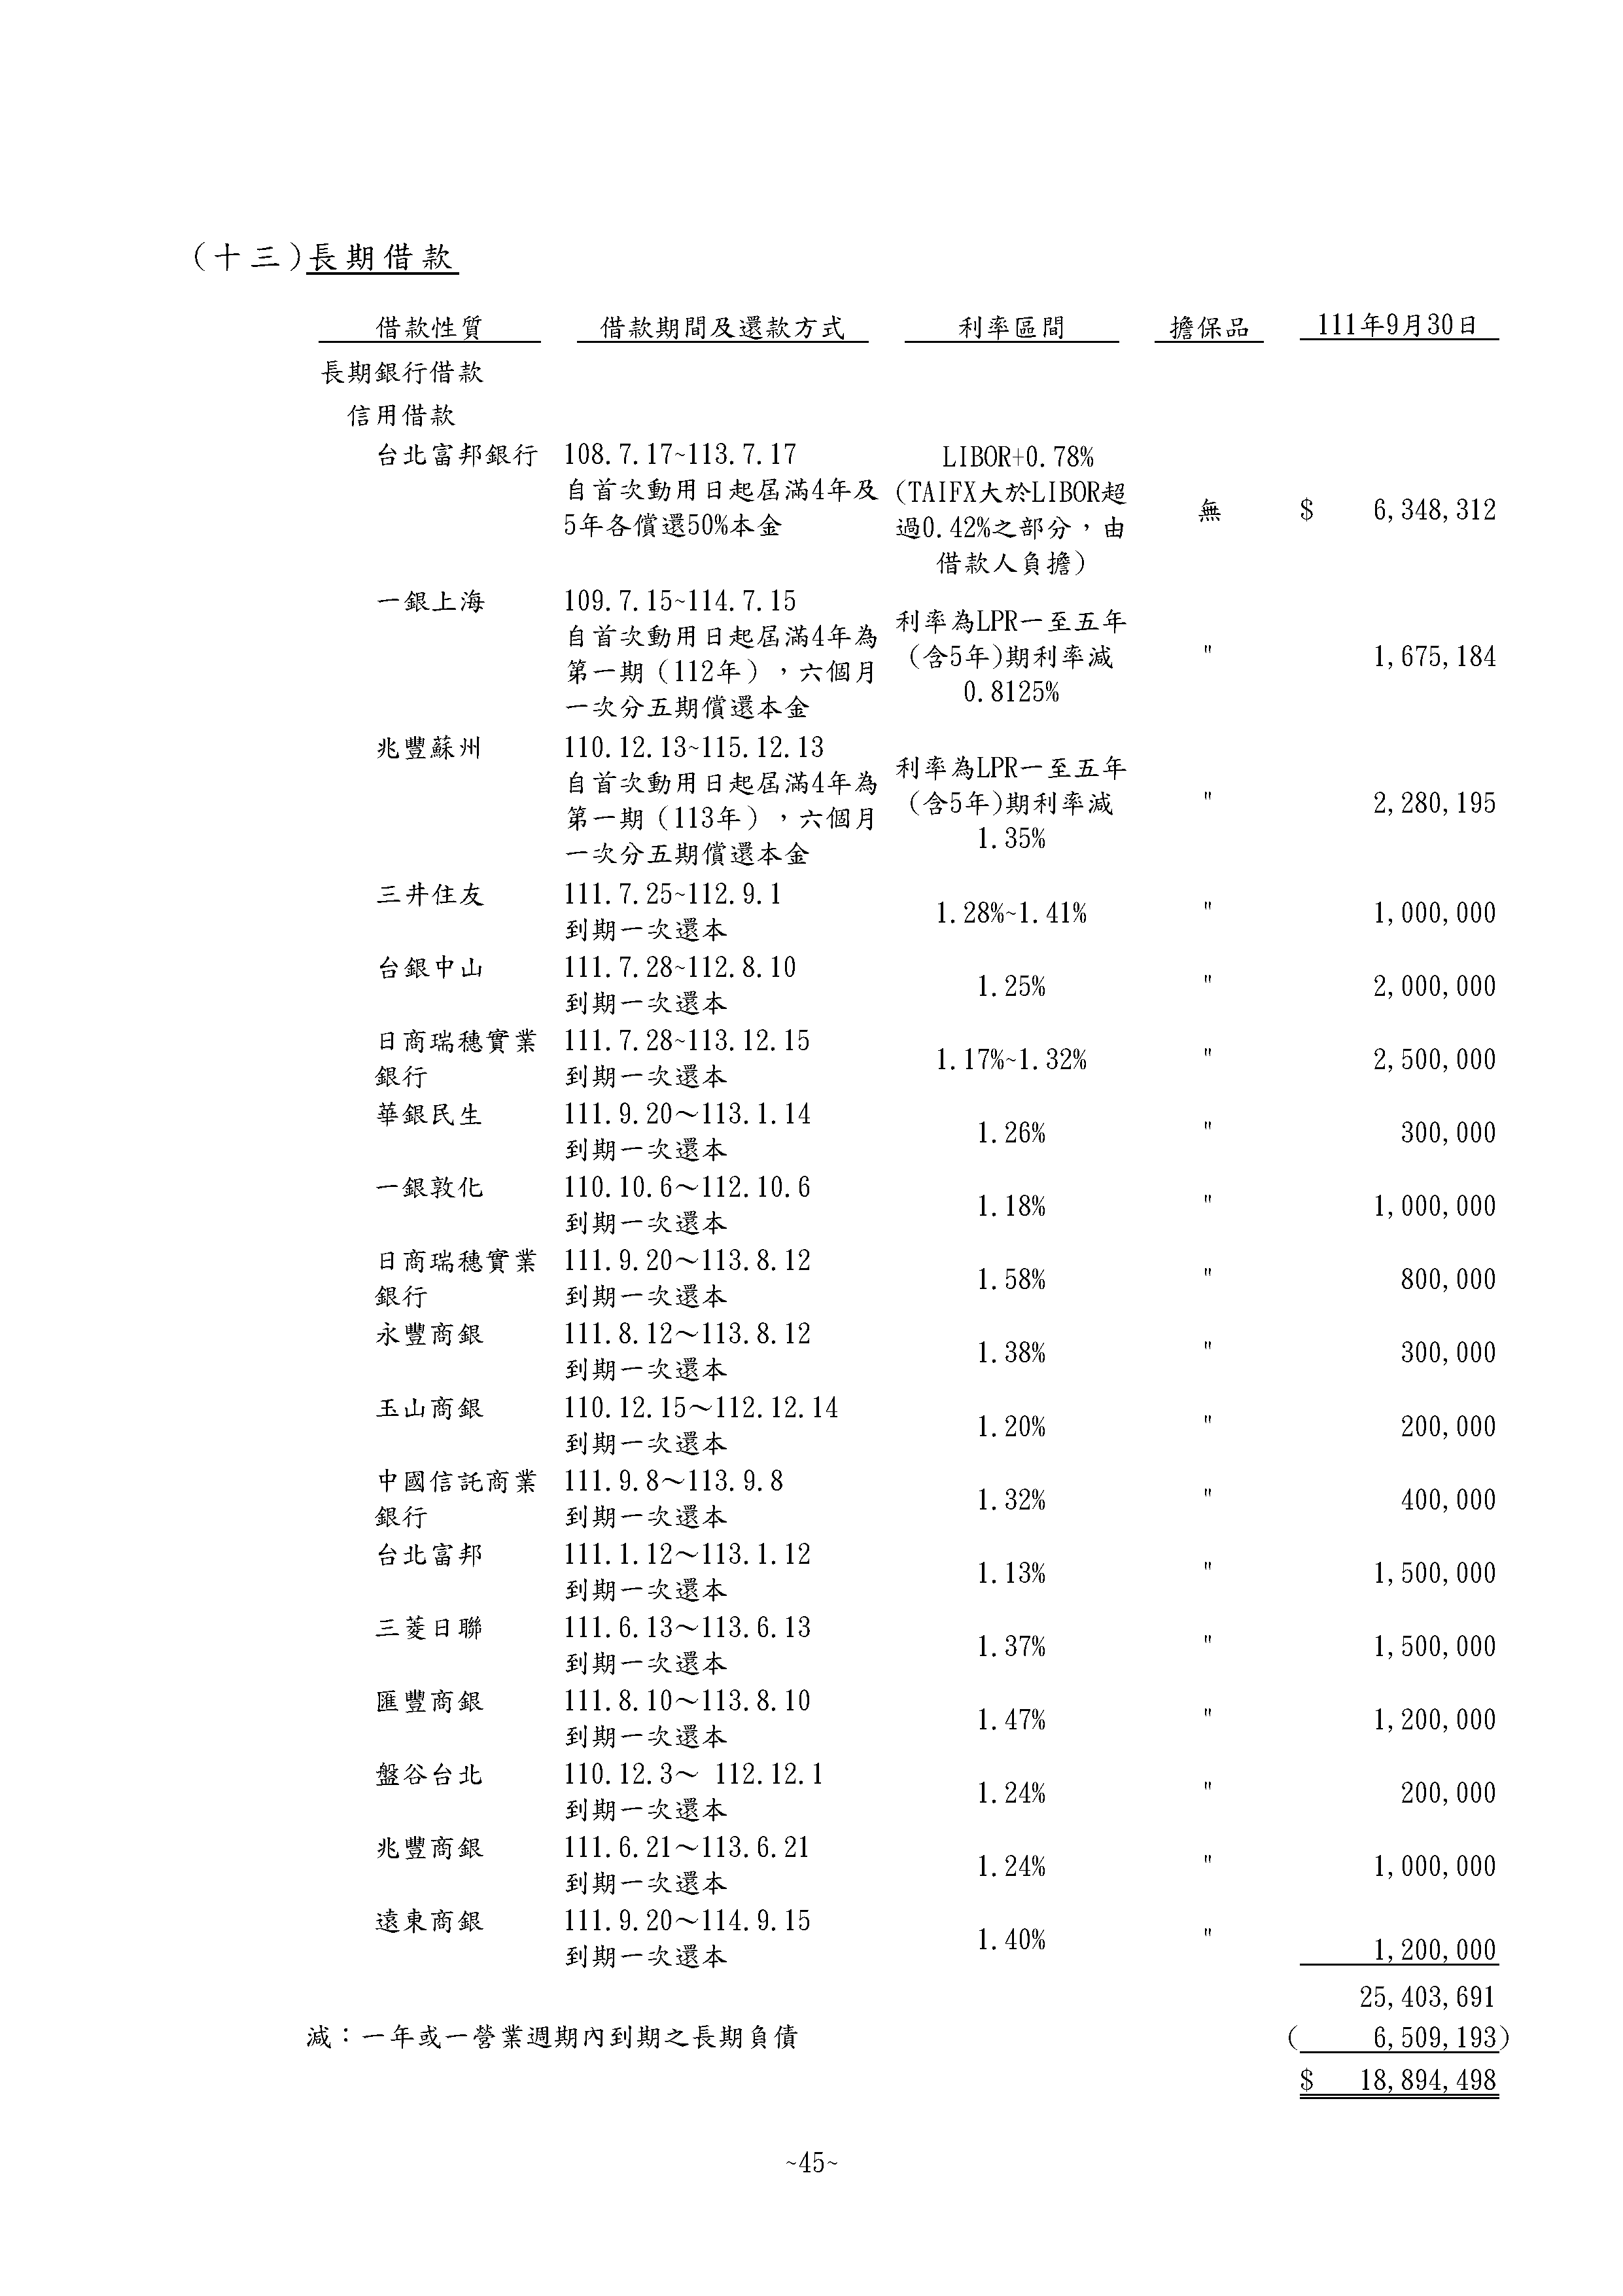 (十三)長期借款
借款性質 借款期間及還款方式 利率區間 擔保品 111年9月30日
長期銀行借款
信用借款
台北富邦銀行 108.7.17~113.7.17 LIBOR+0.78%
自首次動用日起屆滿4年及 (TAIFX大於LIBOR超
無 $ 6,348,312
5年各償還50%本金 過0.42%之部分，由
借款人負擔)
一銀上海 109.7.15~114.7.15
利率為LPR一至五年
自首次動用日起屆滿4年為
(含5年)期利率減 " 1,675,184
第一期（112年），六個月
0.8125%
一次分五期償還本金
兆豐蘇州 110.12.13~115.12.13
利率為LPR一至五年
自首次動用日起屆滿4年為
(含5年)期利率減 " 2,280,195
第一期（113年），六個月
1.35%
一次分五期償還本金
三井住友 111.7.25~112.9.1
1.28%~1.41% " 1,000,000
到期一次還本
台銀中山 111.7.28~112.8.10
1.25% " 2,000,000
到期一次還本
日商瑞穗實業 111.7.28~113.12.15
1.17%~1.32% " 2,500,000
銀行 到期一次還本
華銀民生 111.9.20～113.1.14
1.26% " 300,000
到期一次還本
一銀敦化 110.10.6～112.10.6
1.18% " 1,000,000
到期一次還本
日商瑞穗實業 111.9.20～113.8.12
1.58% " 800,000
銀行 到期一次還本
永豐商銀 111.8.12～113.8.12
1.38% " 300,000
到期一次還本
玉山商銀 110.12.15～112.12.14
1.20% " 200,000
到期一次還本
中國信託商業 111.9.8～113.9.8
1.32% " 400,000
銀行 到期一次還本
台北富邦 111.1.12～113.1.12
1.13% " 1,500,000
到期一次還本
三菱日聯 111.6.13～113.6.13
1.37% " 1,500,000
到期一次還本
匯豐商銀 111.8.10～113.8.10
1.47% " 1,200,000
到期一次還本
盤谷台北 110.12.3～ 112.12.1
1.24% " 200,000
到期一次還本
兆豐商銀 111.6.21～113.6.21
1.24% " 1,000,000
到期一次還本
遠東商銀 111.9.20～114.9.15
1.40% " 1,200,000
到期一次還本
25,403,691
減：一年或一營業週期內到期之長期負債 ( 6,509,193)
$ 18,894,498
~45~